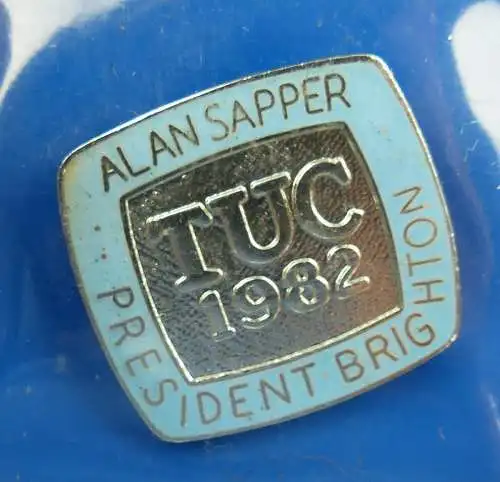 ALAN SAPPER
TUC
1982
PRESIDENT BRIGHTON